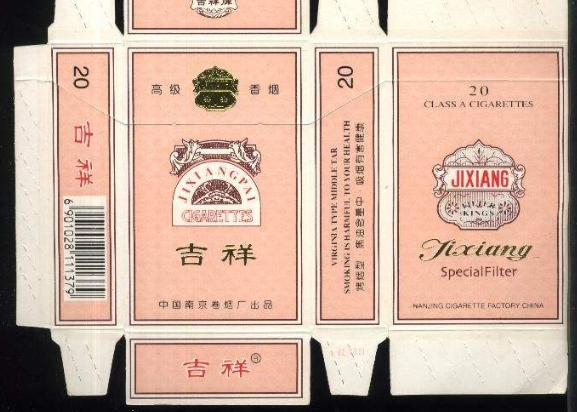 吉祥牌
20
吉祥
6901028111379
高级 香烟
JIXIANGPAI
CIGARETTES
吉祥
中国南京卷烟厂出品
吉祥®
20
VIRGINIA TYPE MIDDLE TAR
SMOKING IS HARMFUL TO YOUR HEALTH
烤烟型 焦油含量中 吸烟有害健康
20
CLASS A CIGARETTES
JIXIANG
KINGS
Jixiang
Special Filter
NANJING CIGARETTE FACTORY.CHINA